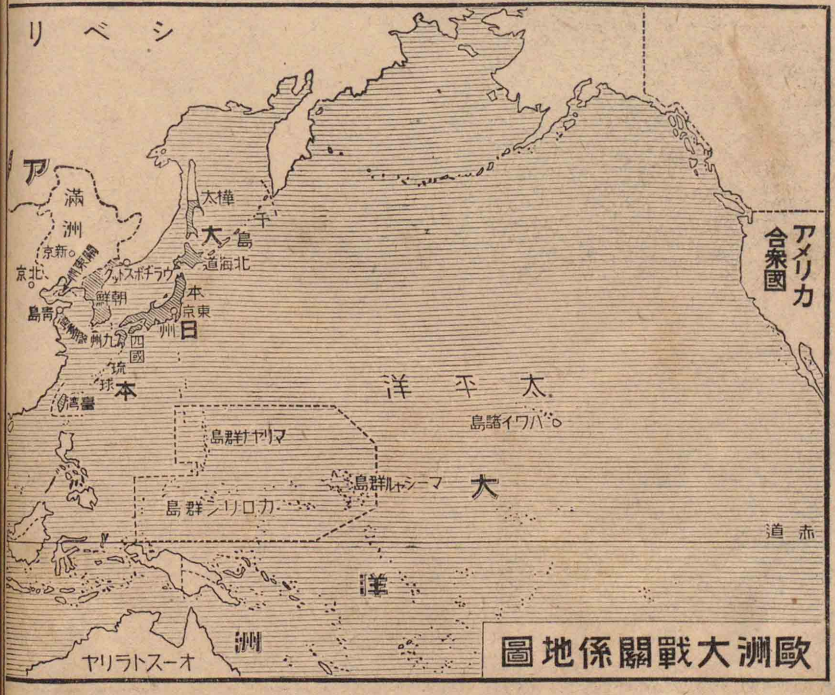 歐洲大戰關係地圖
シベリ
ア
滿洲
新京
北京
關東州
ウラヂボストック
朝鮮
青島
樺太
千島
北海道
本州
東京
四國
九州
琉球
臺湾
大日本
アメリカ
合衆國
太平洋
ハワイ諸島
マリヤナ群島
マーシャル群島
カロリン群島
大洋洲
赤道
オーストラリヤ